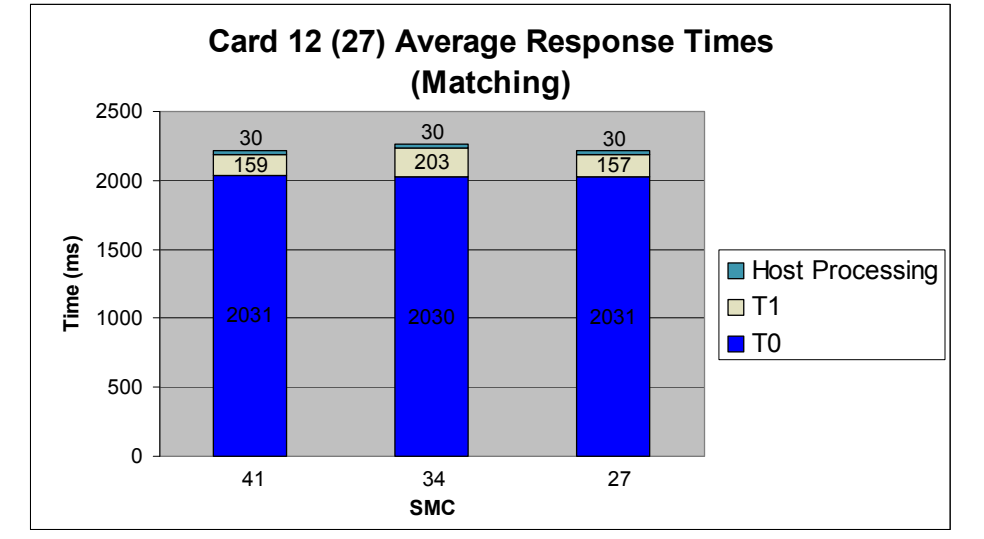 Card 12 (27) Average Response Times
(Matching)
2500
2000
1500
1000
500
0
Time (ms)
30
30
30
159
203
157
2031
2030
2031
41
34
27
SMC
Host Processing
T1
T0